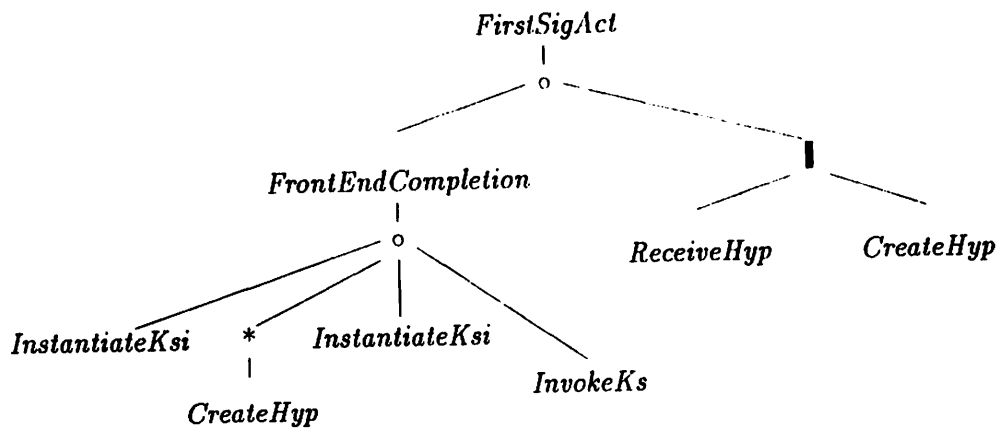 FirstSigAct
o
FrontEndCompletion
o
ReceiveHyp CreateHyp
InstantiateKsi * InstantiateKsi
InvokeKs
CreateHyp